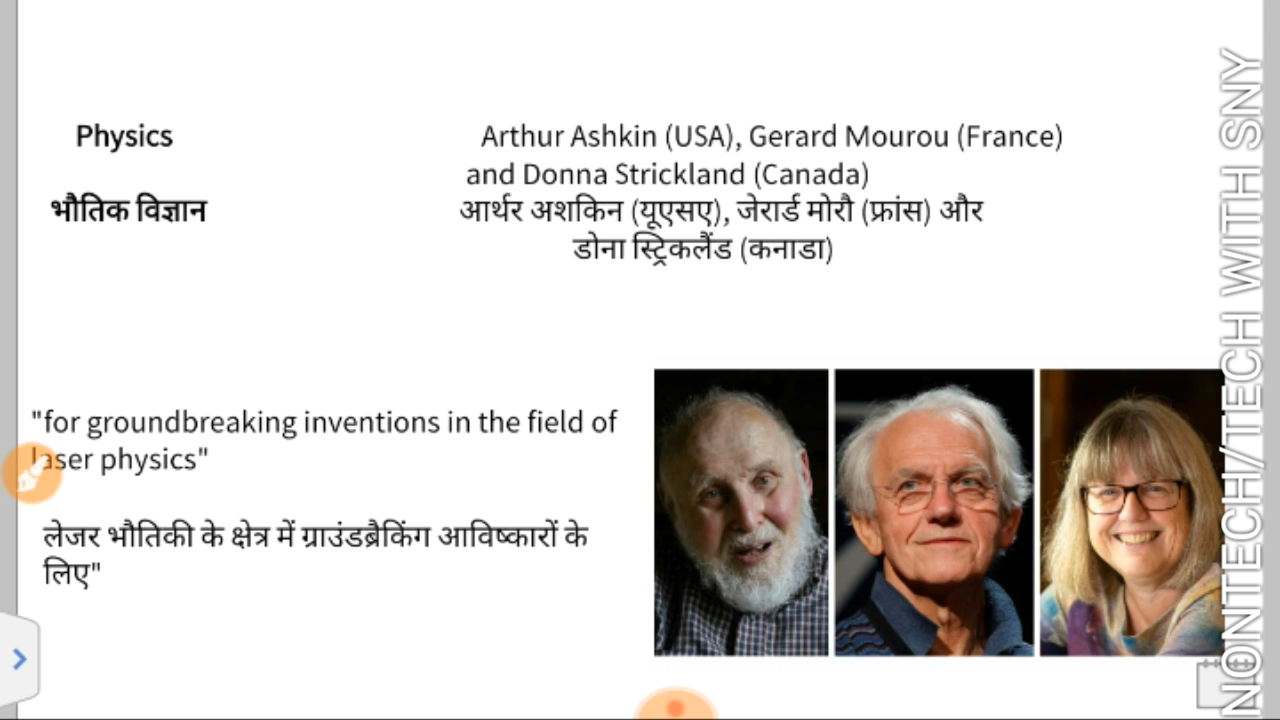 Physics
Arthur Ashkin (USA), Gerard Mourou (France)
and Donna Strickland (Canada)
भौतिक विज्ञान
आर्थर अशकिन (यूएसए), जेरार्ड मोरौ (फ्रांस) और
डोना स्ट्रिकलैंड (कनाडा)
"for groundbreaking inventions in the field of
laser physics"
लेजर भौतिकी के क्षेत्र में ग्राउंडब्रैकिंग आविष्कारों के
लिए"
NONTECH/TECH WITH SNY